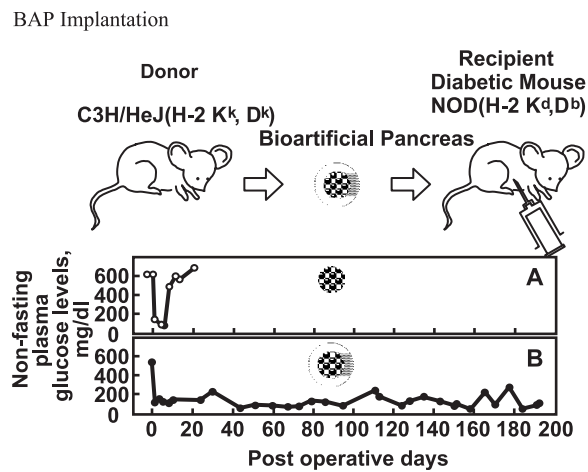 BAP Implantation
Donor
C3H/HeJ(H-2 Kk, Dk)
Recipient
Diabetic Mouse
NOD(H-2 Kd,Db)
Bioartificial Pancreas
Non-fasting
plasma
glucose levels,
mg/dl
600
400
200
0
A
600
400
200
0
B
0 20 40 60 80 100 120 140 160 180 200
Post operative days